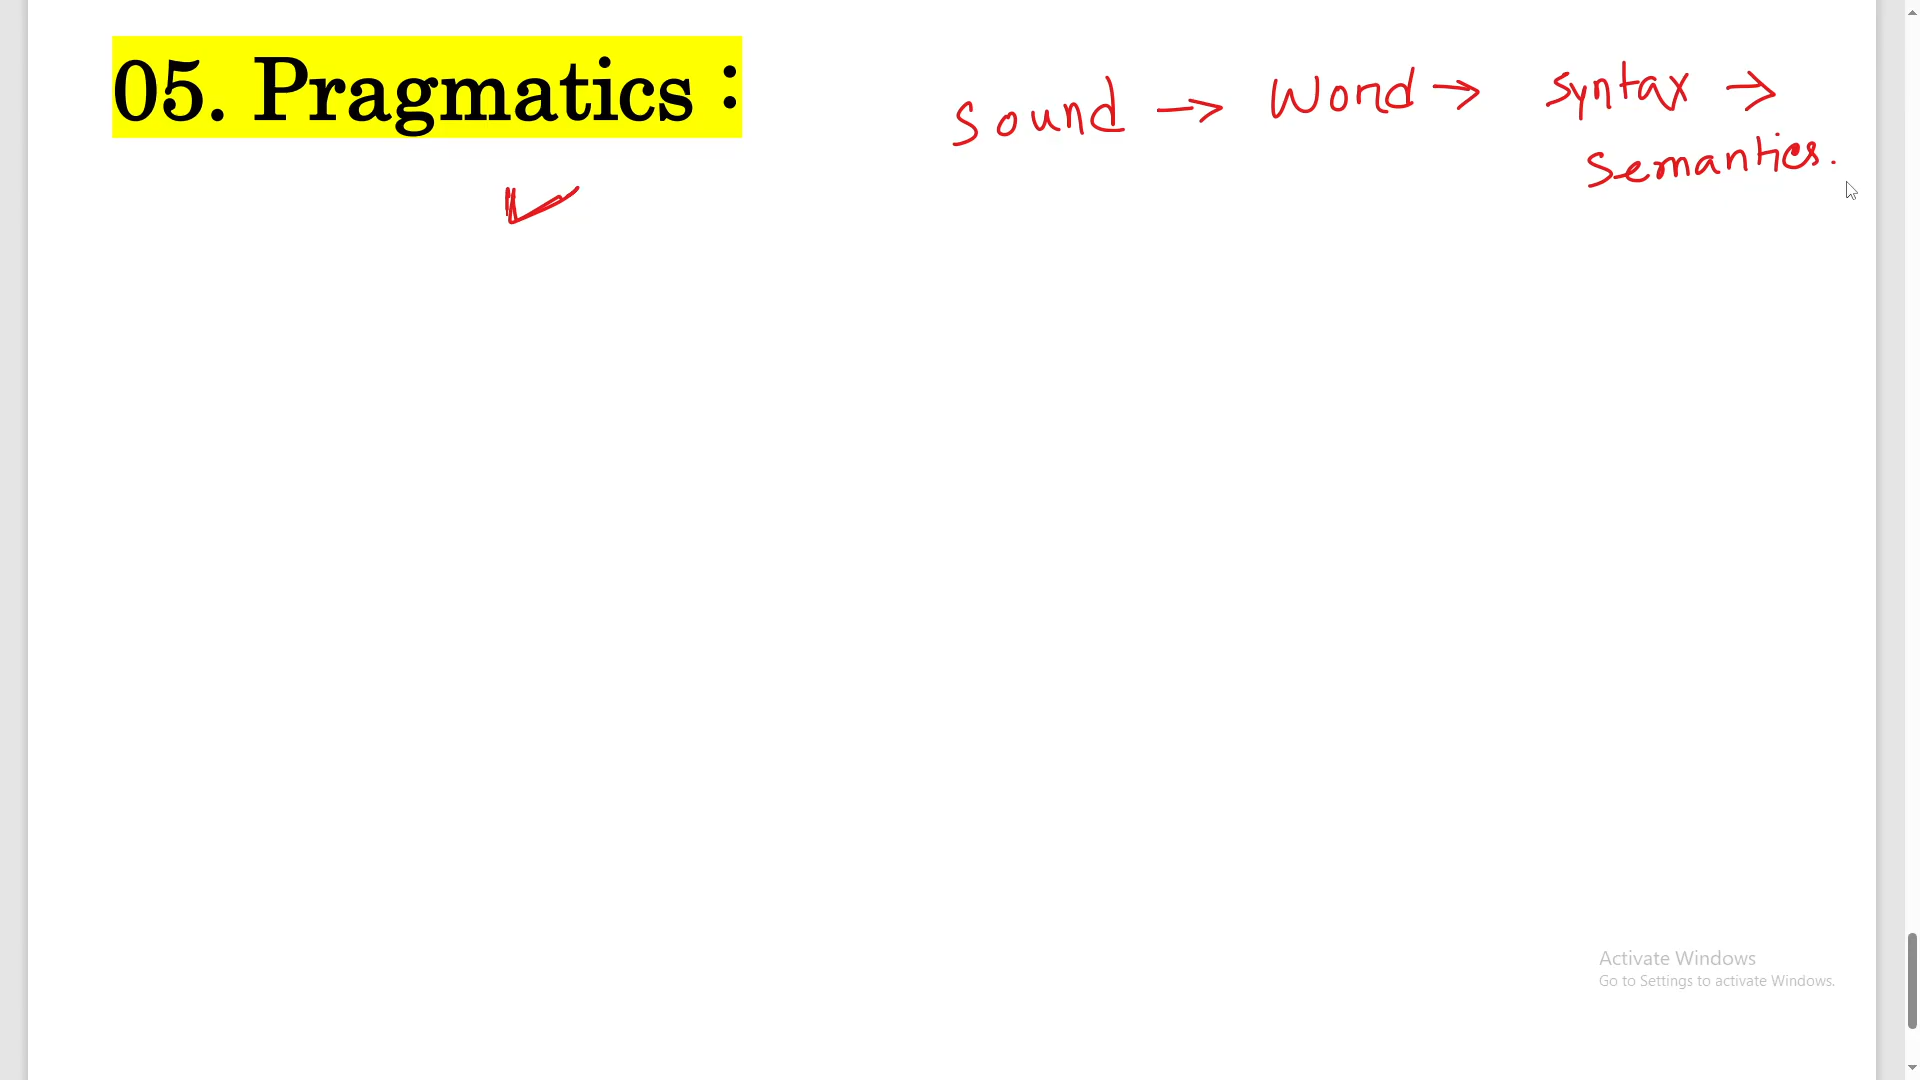 05. Pragmatics :
Sound → Word → Syntax →
Semantics.
Activate Windows
Go to Settings to activate Windows.